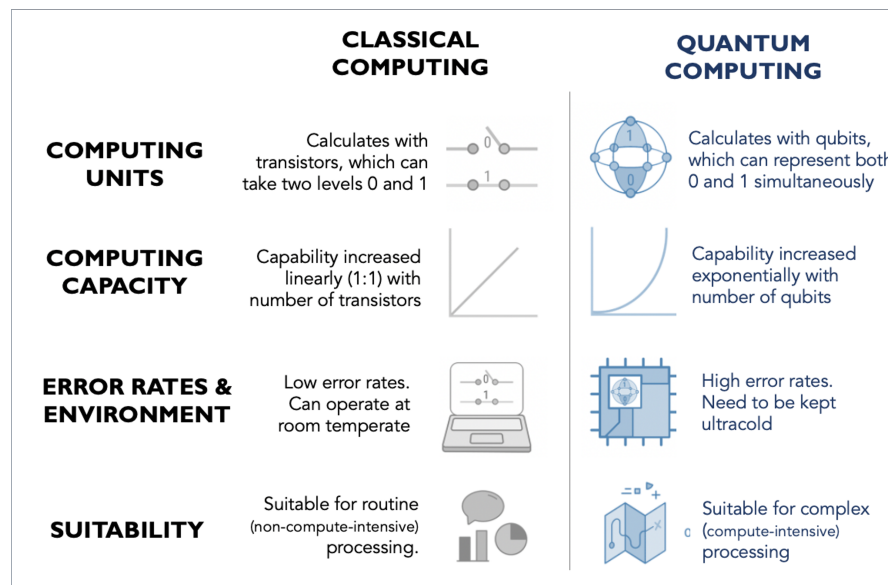 CLASSICAL
COMPUTING
QUANTUM
COMPUTING
COMPUTING
UNITS
Calculates with
transistors, which can
take two levels 0 and 1
0
1
1
0
Calculates with qubits,
which can represent both
0 and 1 simultaneously
COMPUTING
CAPACITY
Capability increased
linearly (1:1) with
number of transistors
Capability increased
exponentially with
number of qubits
ERROR RATES &
ENVIRONMENT
Low error rates.
Can operate at
room temperate
0
1
High error rates.
Need to be kept
ultracold
SUITABILITY
Suitable for routine
(non-compute-intensive)
processing.
Suitable for complex
(compute-intensive)
processing